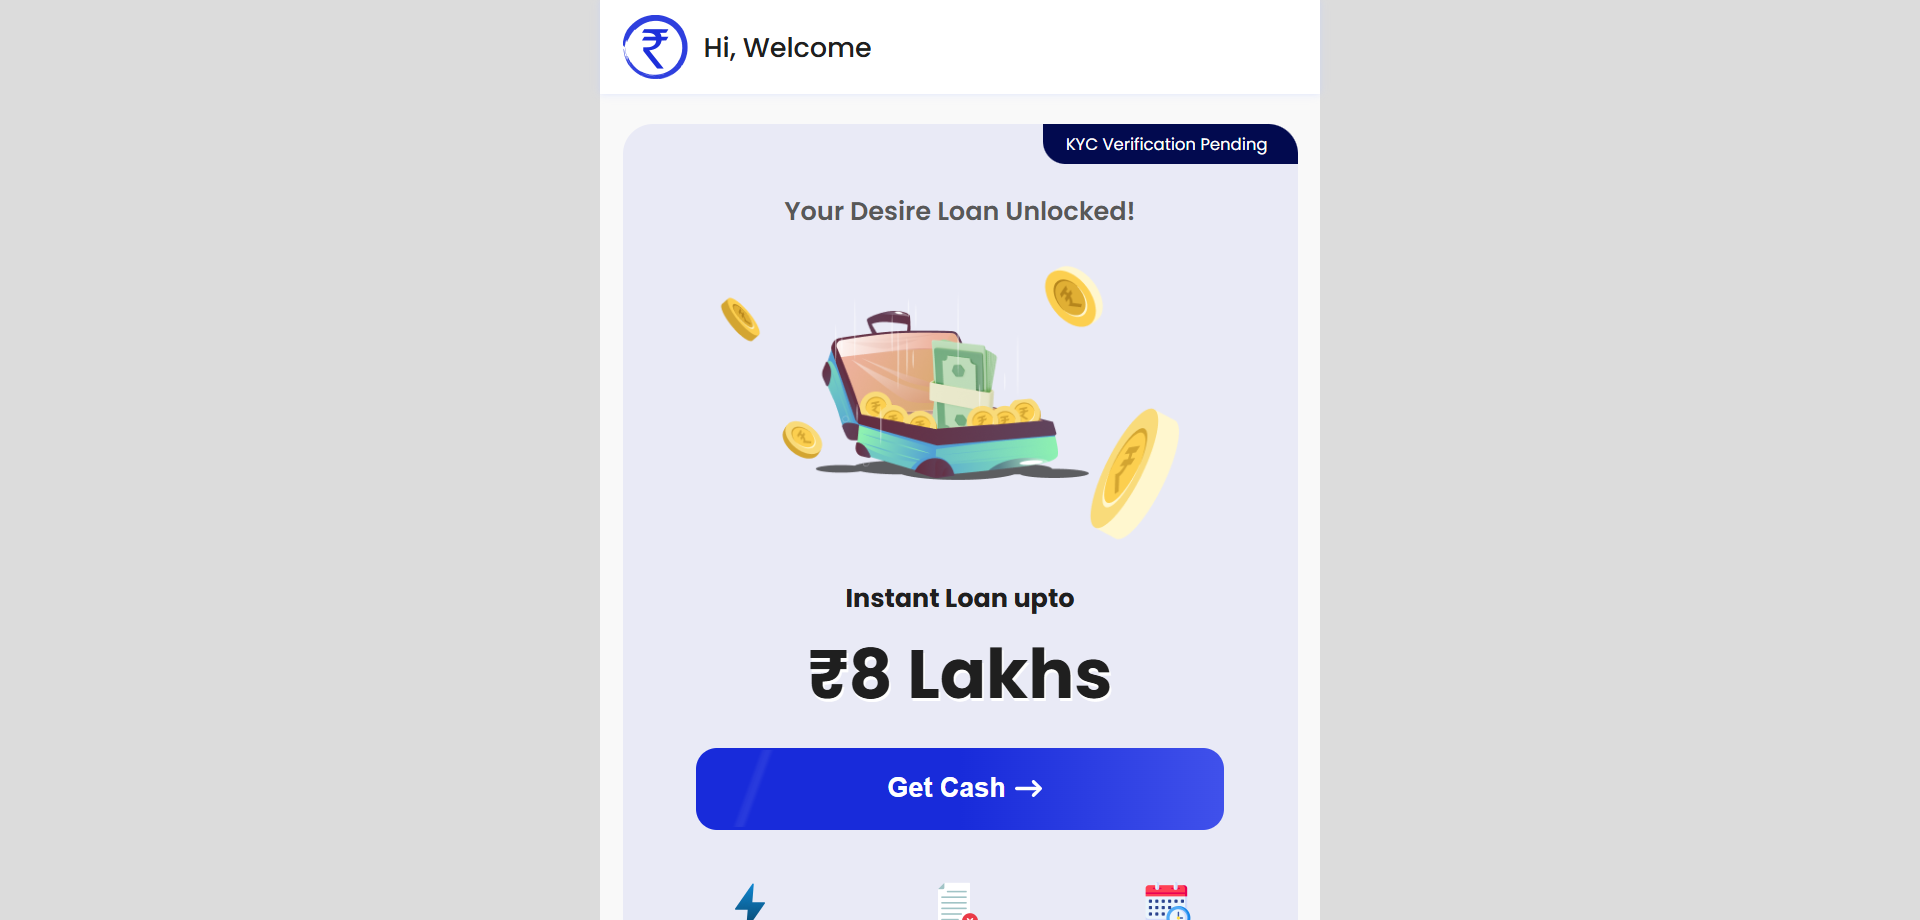 ₹
Hi, Welcome
KYC Verification Pending
Your Desire Loan Unlocked!
Instant Loan upto
₹8 Lakhs
Get Cash →